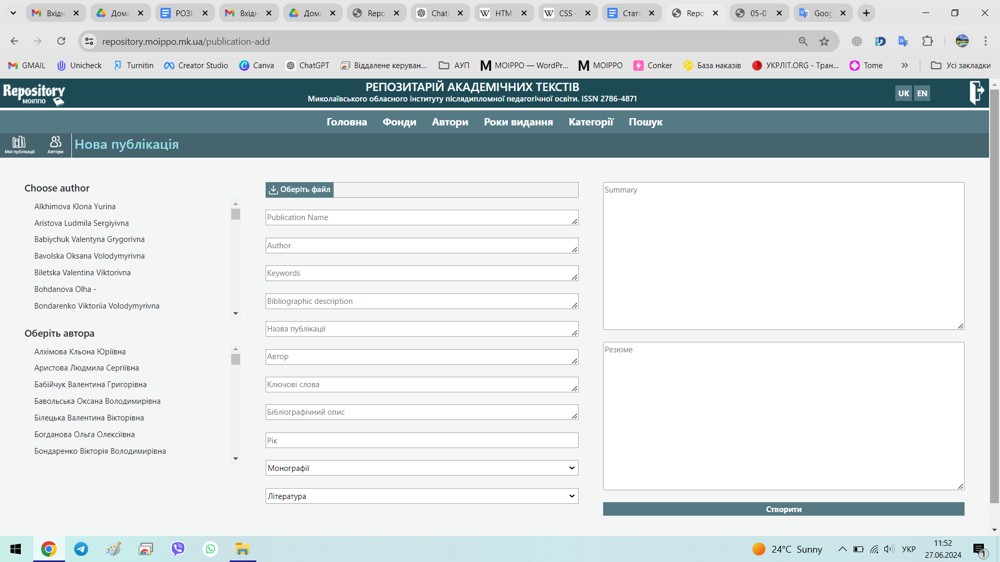 Вхідн
Дома
РОЗІ
Вхідн
Дома
Repo
ChatG
HTM
CSS -
Статт
Repo
05-0
Goog
repository.moippo.mk.ua/publication-add
GMAIL
Unicheck
Turnitin
Creator Studio
Canva
ChatGPT
Віддалене керуван...
АУП
MOIPPO — WordPr...
MOIPPO
Conker
База наказів
УКРЛІТ.ORG - Тран...
Tome
Усі закладки
Repository
МОІППО
РЕПОЗИТАРІЙ АКАДЕМІЧНИХ ТЕКСТІВ
Миколаївського обласного інституту післядипломної педагогічної освіти. ISSN 2786-4871
UK EN
Головна Фонди Автори Роки видання Категорії Пошук
Мої публікації
Автори
Нова публікація
Choose author
Alkhimova Klona Yurina
Aristova Ludmila Sergiyivna
Babiychuk Valentyna Grygorivna
Bavolska Oksana Volodymyrivna
Biletska Valentina Viktorivna
Bohdanova Olha -
Bondarenko Viktoriia Volodymyrivna
Оберіть автора
Алхімова Кльона Юріївна
Аристова Людмила Сергіївна
Бабійчук Валентина Григорівна
Бавольська Оксана Володимирівна
Білецька Валентина Вікторівна
Богданова Ольга Олексіївна
Бондаренко Вікторія Володимирівна
Оберіть файл
Publication Name
Author
Keywords
Bibliographic description
Назва публікації
Автор
Ключові слова
Бібліографічний опис
Рік
Монографії
Література
Summary
Резюме
Створити
24°C Sunny
УКР
11:52
27.06.2024
1